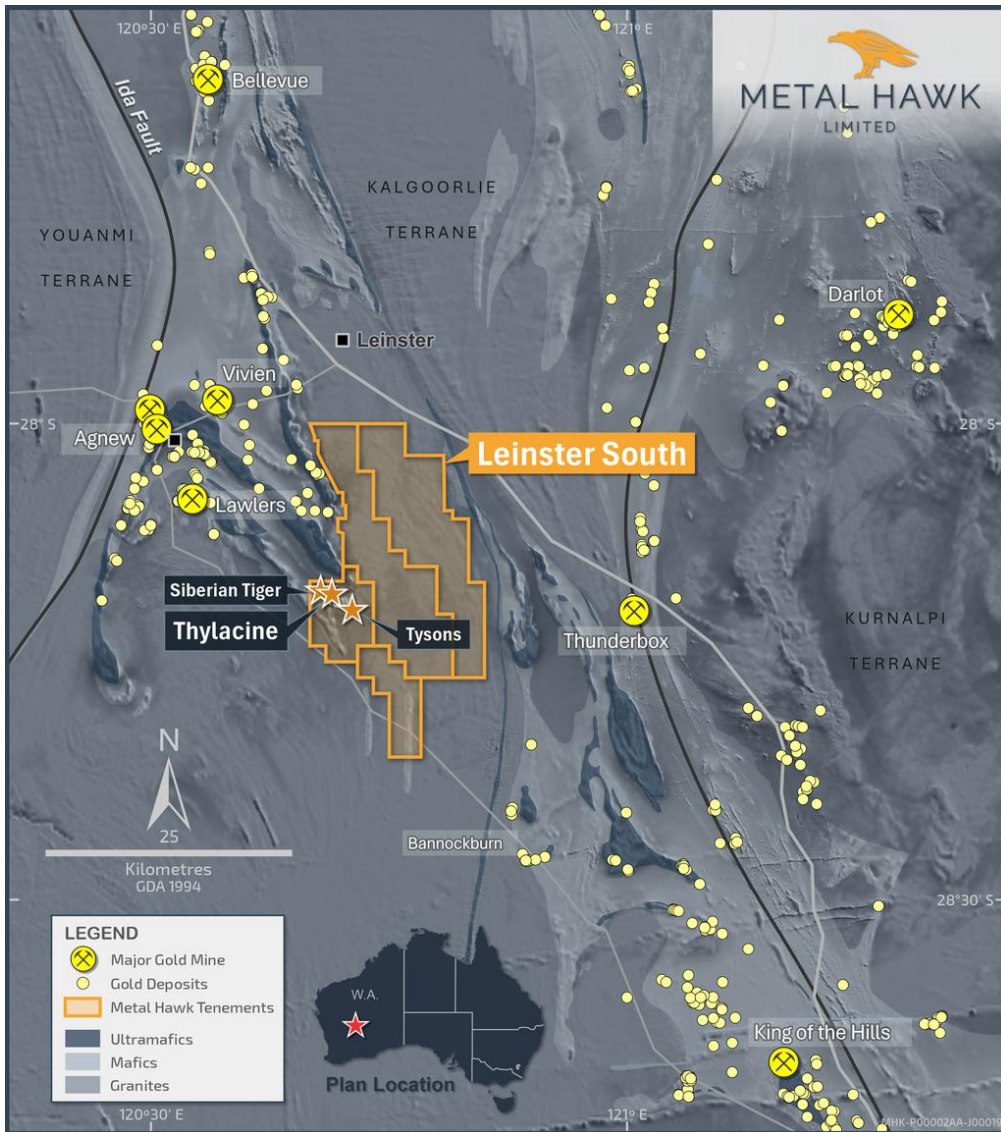 120°30' E
121° E
METAL HAWK
LIMITED
Bellevue
Ida Fault
KALGOORLIE
TERRANE
YOUANMI
TERRANE
Darlot
Leinster
Vivien
28° S
28° S
Agnew
Leinster South
Lawlers
Siberian Tiger
Thylacine
Tysons
Thunderbox
KURNALPI
TERRANE
N
25
Kilometres
GDA 1994
Bannockburn
28°30' S
LEGEND
Major Gold Mine
Gold Deposits
Metal Hawk Tenements
Ultramafics
Mafics
Granites
W.A.
Plan Location
King of the Hills
120°30' E
121° E
MHK-P00002AA-J00019